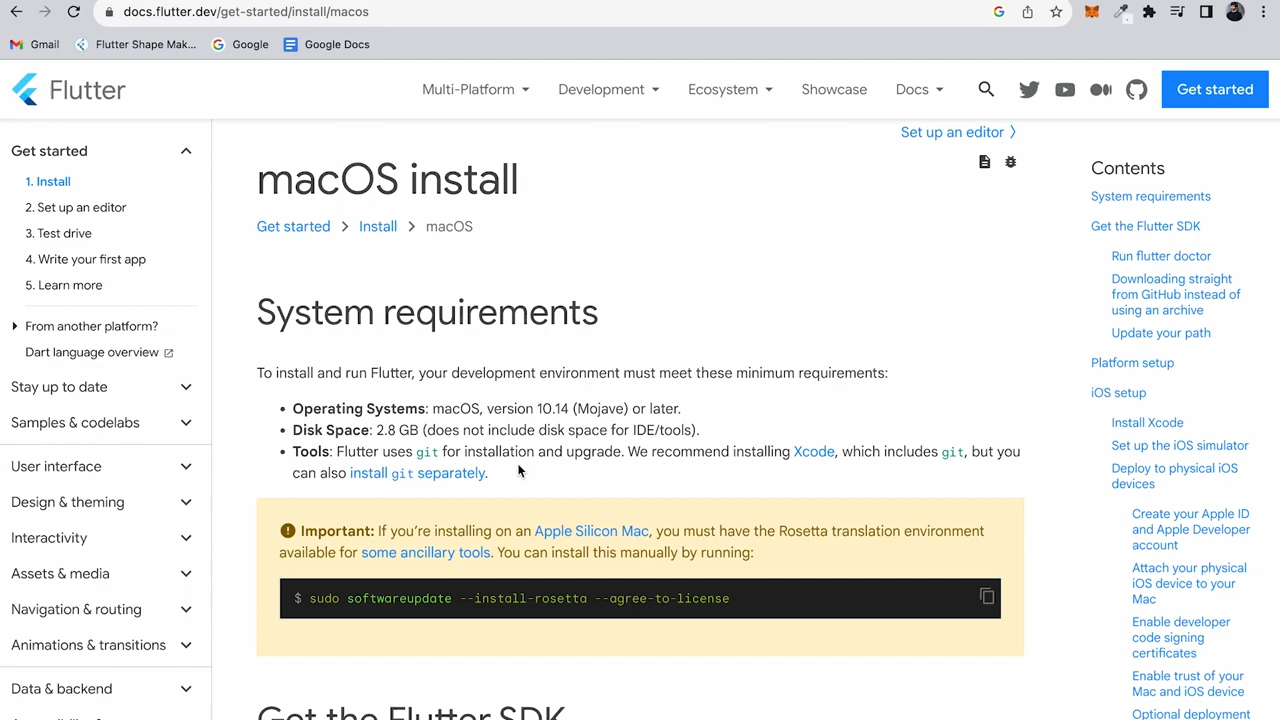 docs.flutter.dev/get-started/install/macos
Gmail
Flutter Shape Mak...
Google
Google Docs
Flutter
Multi-Platform
Development
Ecosystem
Showcase
Docs
Get started
Get started
1. Install
2. Set up an editor
3. Test drive
4. Write your first app
5. Learn more
From another platform?
Dart language overview
Stay up to date
Samples & codelabs
User interface
Design & theming
Interactivity
Assets & media
Navigation & routing
Animations & transitions
Data & backend
Set up an editor 〉
macOS install
Get started
Install
macOS
System requirements
To install and run Flutter, your development environment must meet these minimum requirements:
• Operating Systems: macOS, version 10.14 (Mojave) or later.
• Disk Space: 2.8 GB (does not include disk space for IDE/tools).
• Tools: Flutter uses git for installation and upgrade. We recommend installing Xcode, which includes git, but you
can also install git separately.
Important: If you’re installing on an Apple Silicon Mac, you must have the Rosetta translation environment
available for some ancillary tools. You can install this manually by running:
$ sudo softwareupdate --install-rosetta --agree-to-license
Get the Flutter SDK
Contents
System requirements
Get the Flutter SDK
Run flutter doctor
Downloading straight
from GitHub instead of
using an archive
Update your path
Platform setup
iOS setup
Install Xcode
Set up the iOS simulator
Deploy to physical iOS
devices
Create your Apple ID
and Apple Developer
account
Attach your physical
iOS device to your
Mac
Enable developer
code signing
certificates
Enable trust of your
Mac and iOS device
Optional deployment